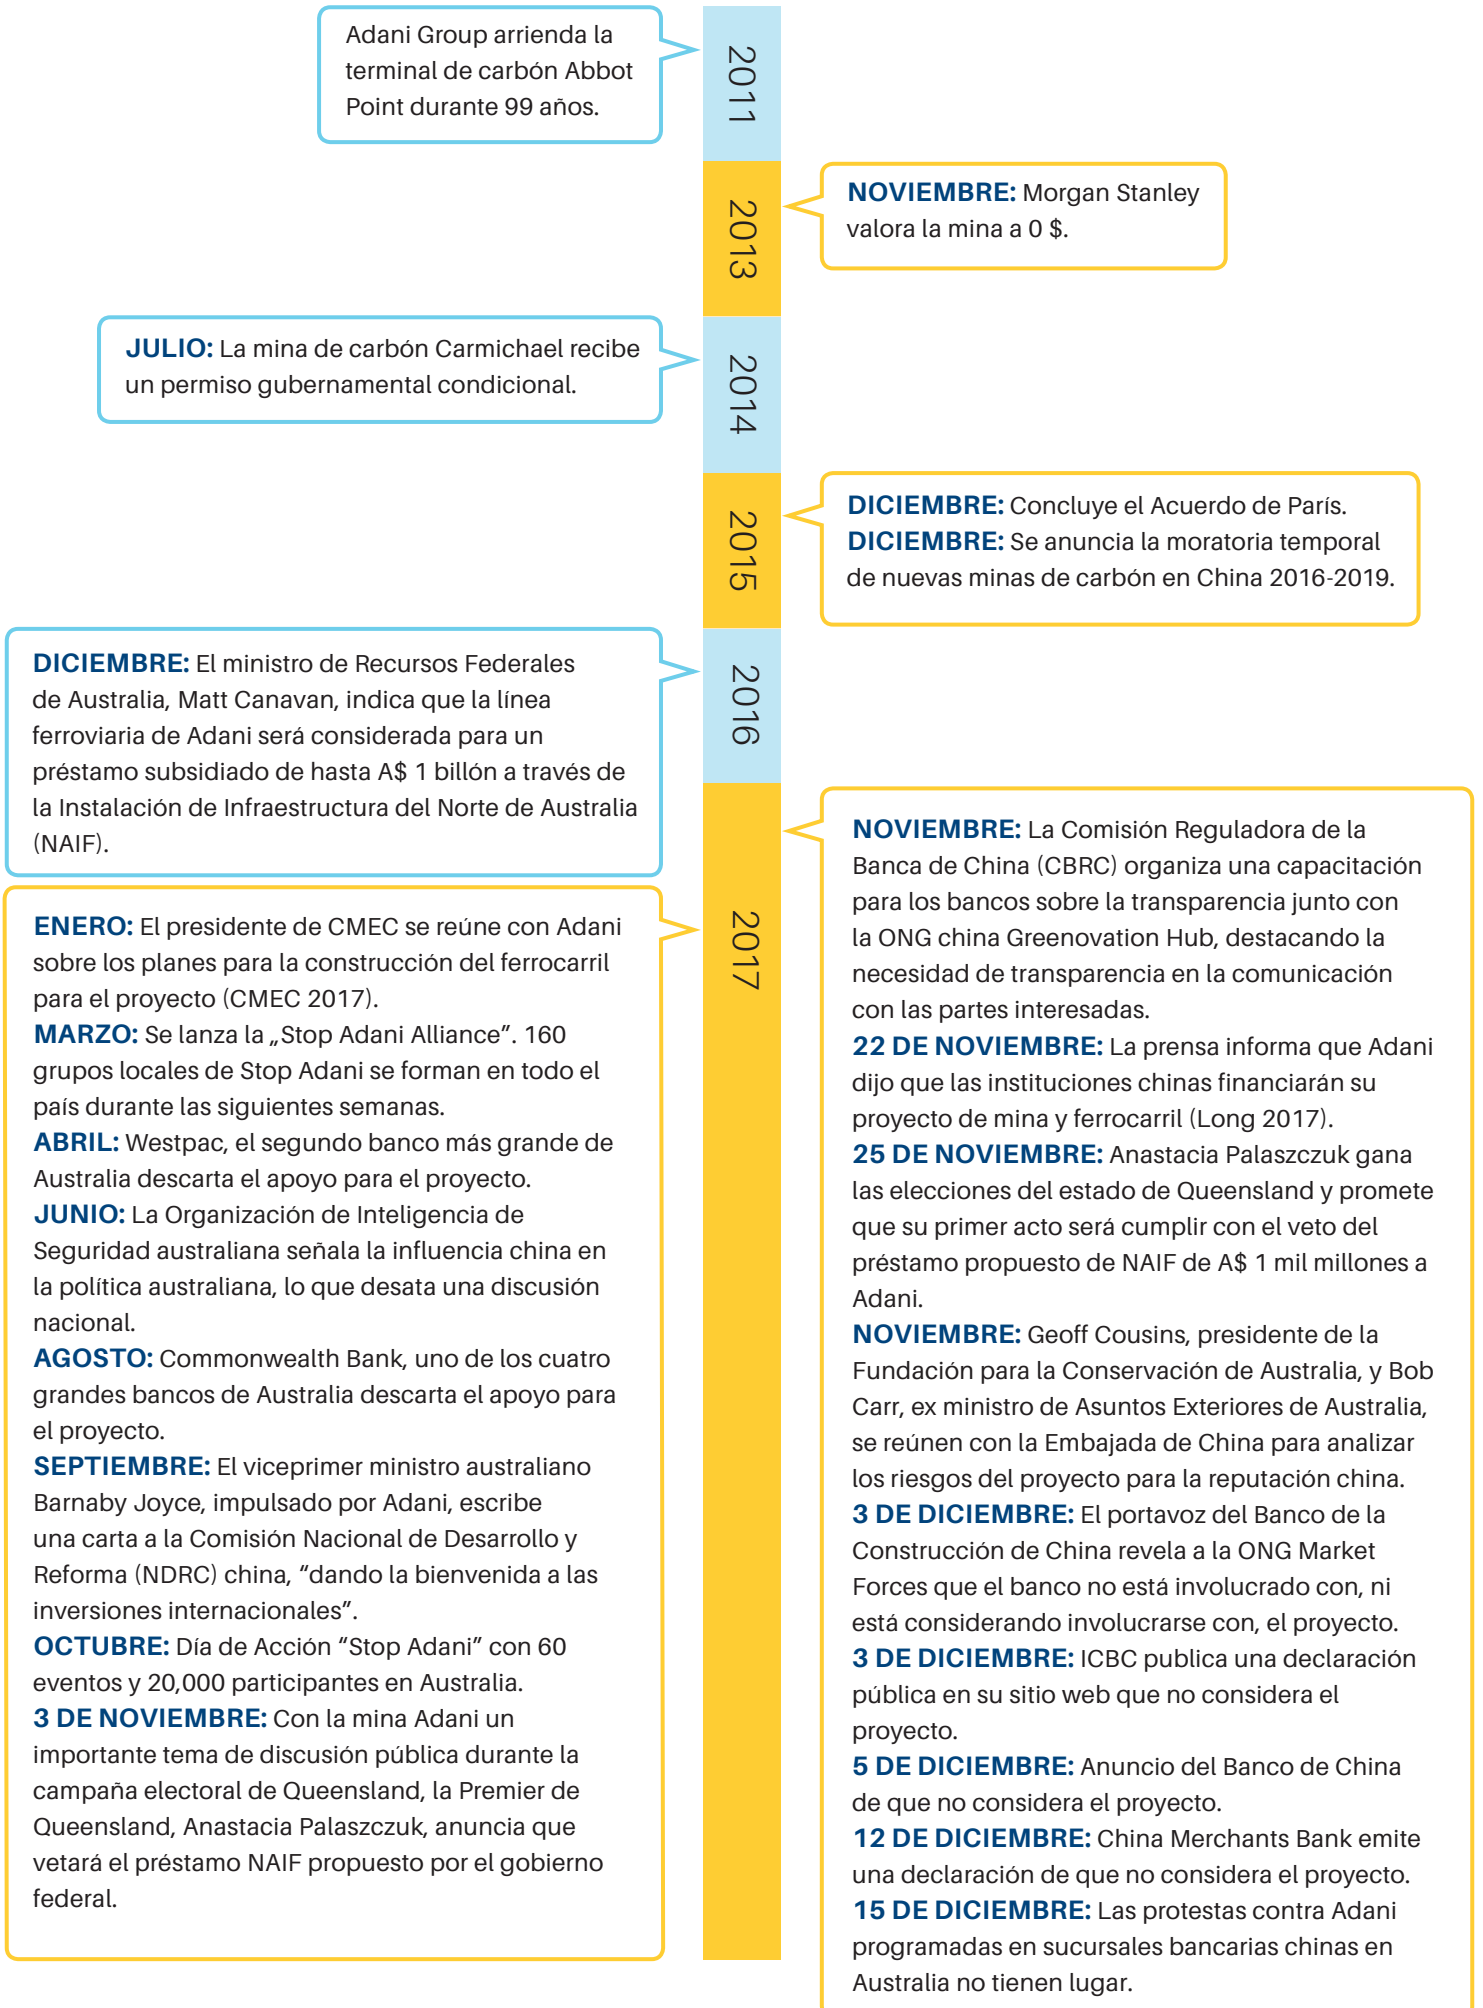 Adani Group arrienda la
terminal de carbón Abbot
Point durante 99 años.
2011
2013
NOVIEMBRE: Morgan Stanley
valora la mina a 0 $.
JULIO: La mina de carbón Carmichael recibe
un permiso gubernamental condicional.
2014
2015
DICIEMBRE: Concluye el Acuerdo de París.
DICIEMBRE: Se anuncia la moratoria temporal
de nuevas minas de carbón en China 2016-2019.
DICIEMBRE: El ministro de Recursos Federales
de Australia, Matt Canavan, indica que la línea
ferroviaria de Adani será considerada para un
préstamo subsidiado de hasta A$ 1 billón a través de
la Instalación de Infraestructura del Norte de Australia
(NAIF).
2016
2017
ENERO: El presidente de CMEC se reúne con Adani
sobre los planes para la construcción del ferrocarril
para el proyecto (CMEC 2017).
MARZO: Se lanza la „Stop Adani Alliance”. 160
grupos locales de Stop Adani se forman en todo el
país durante las siguientes semanas.
ABRIL: Westpac, el segundo banco más grande de
Australia descarta el apoyo para el proyecto.
JUNIO: La Organización de Inteligencia de
Seguridad australiana señala la influencia china en
la política australiana, lo que desata una discusión
nacional.
AGOSTO: Commonwealth Bank, uno de los cuatro
grandes bancos de Australia descarta el apoyo para
el proyecto.
SEPTIEMBRE: El viceprimer ministro australiano
Barnaby Joyce, impulsado por Adani, escribe
una carta a la Comisión Nacional de Desarrollo y
Reforma (NDRC) china, “dando la bienvenida a las
inversiones internacionales”.
OCTUBRE: Día de Acción “Stop Adani” con 60
eventos y 20,000 participantes en Australia.
3 DE NOVIEMBRE: Con la mina Adani un
importante tema de discusión pública durante la
campaña electoral de Queensland, la Premier de
Queensland, Anastacia Palaszczuk, anuncia que
vetará el préstamo NAIF propuesto por el gobierno
federal.
NOVIEMBRE: La Comisión Reguladora de la
Banca de China (CBRC) organiza una capacitación
para los bancos sobre la transparencia junto con
la ONG china Greenovation Hub, destacando la
necesidad de transparencia en la comunicación
con las partes interesadas.
22 DE NOVIEMBRE: La prensa informa que Adani
dijo que las instituciones chinas financiarán su
proyecto de mina y ferrocarril (Long 2017).
25 DE NOVIEMBRE: Anastacia Palaszczuk gana
las elecciones del estado de Queensland y promete
que su primer acto será cumplir con el veto del
préstamo propuesto de NAIF de A$ 1 mil millones a
Adani.
NOVIEMBRE: Geoff Cousins, presidente de la
Fundación para la Conservación de Australia, y Bob
Carr, ex ministro de Asuntos Exteriores de Australia,
se reúnen con la Embajada de China para analizar
los riesgos del proyecto para la reputación china.
3 DE DICIEMBRE: El portavoz del Banco de la
Construcción de China revela a la ONG Market
Forces que el banco no está involucrado con, ni
está considerando involucrarse con, el proyecto.
3 DE DICIEMBRE: ICBC publica una declaración
pública en su sitio web que no considera el
proyecto.
5 DE DICIEMBRE: Anuncio del Banco de China
de que no considera el proyecto.
12 DE DICIEMBRE: China Merchants Bank emite
una declaración de que no considera el proyecto.
15 DE DICIEMBRE: Las protestas contra Adani
programadas en sucursales bancarias chinas en
Australia no tienen lugar.